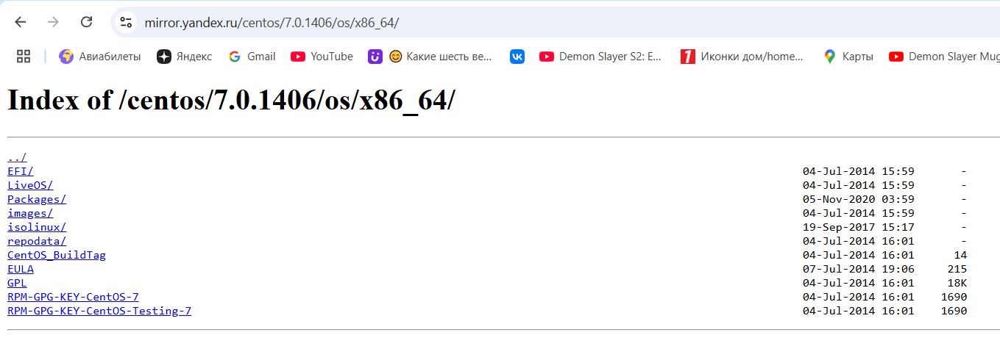 mirror.yandex.ru/centos/7.0.1406/os/x86_64/
Авиабилеты Яндекс Gmail YouTube Какие шесть ве... Demon Slayer S2: E... Иконки дом/home... Карты Demon Slayer Mug
Index of /centos/7.0.1406/os/x86_64/
../
EFI/ 04-Jul-2014 15:59 -
LiveOS/ 04-Jul-2014 15:59 -
Packages/ 05-Nov-2020 03:59 -
images/ 04-Jul-2014 15:59 -
isolinux/ 19-Sep-2017 15:17 -
repodata/ 04-Jul-2014 16:01 -
CentOS_BuildTag 04-Jul-2014 16:01 14
EULA 07-Jul-2014 19:06 215
GPL 04-Jul-2014 16:01 18K
RPM-GPG-KEY-CentOS-7 04-Jul-2014 16:01 1690
RPM-GPG-KEY-CentOS-Testing-7 04-Jul-2014 16:01 1690